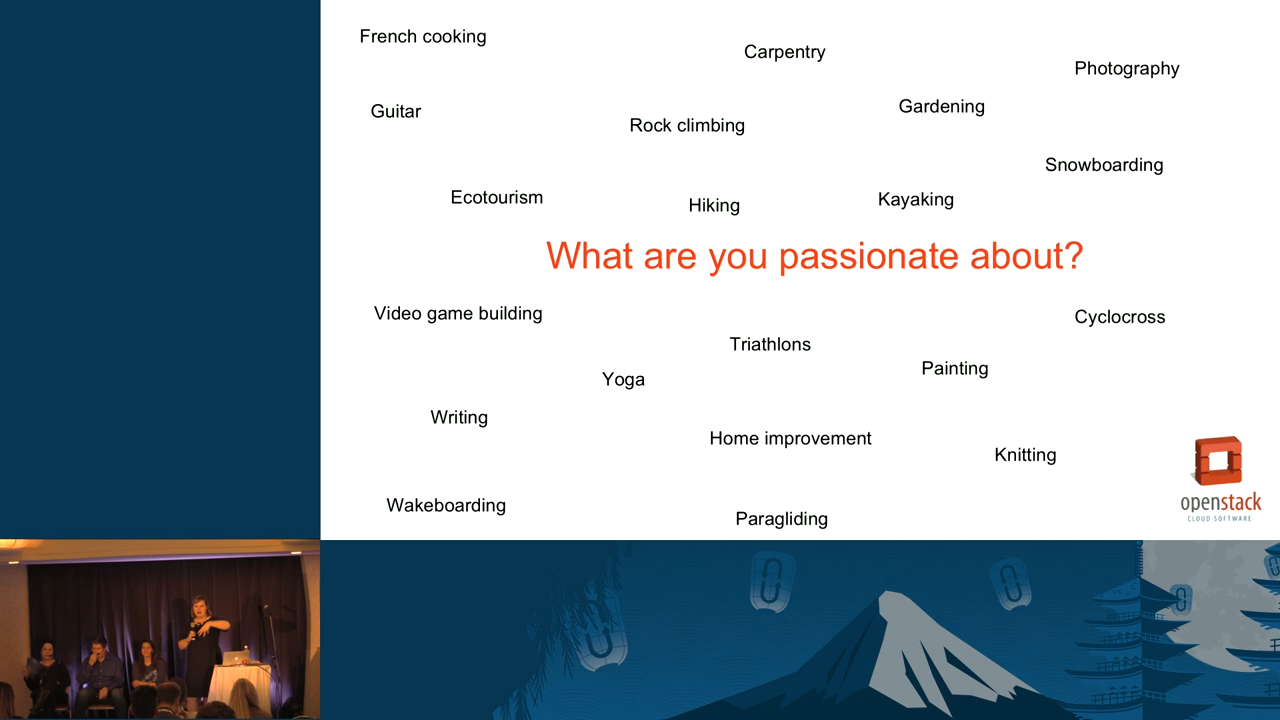 French cooking
Carpentry
Photography
Guitar
Rock climbing
Gardening
Snowboarding
Ecotourism
Hiking
Kayaking
What are you passionate about?
Video game building
Cyclocross
Triathlons
Yoga
Painting
Writing
Home improvement
Knitting
Wakeboarding
Paragliding
openstack
CLOUD SOFTWARE